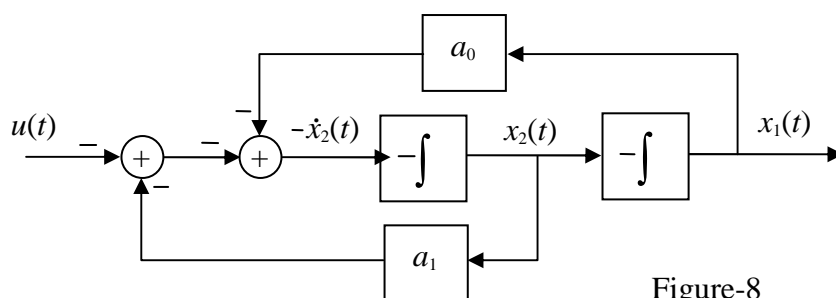 a₀
− −
u(t) − − −ẋ₂(t) x₂(t) x₁(t)
+ + −∫ −∫
−
a₁
Figure-8